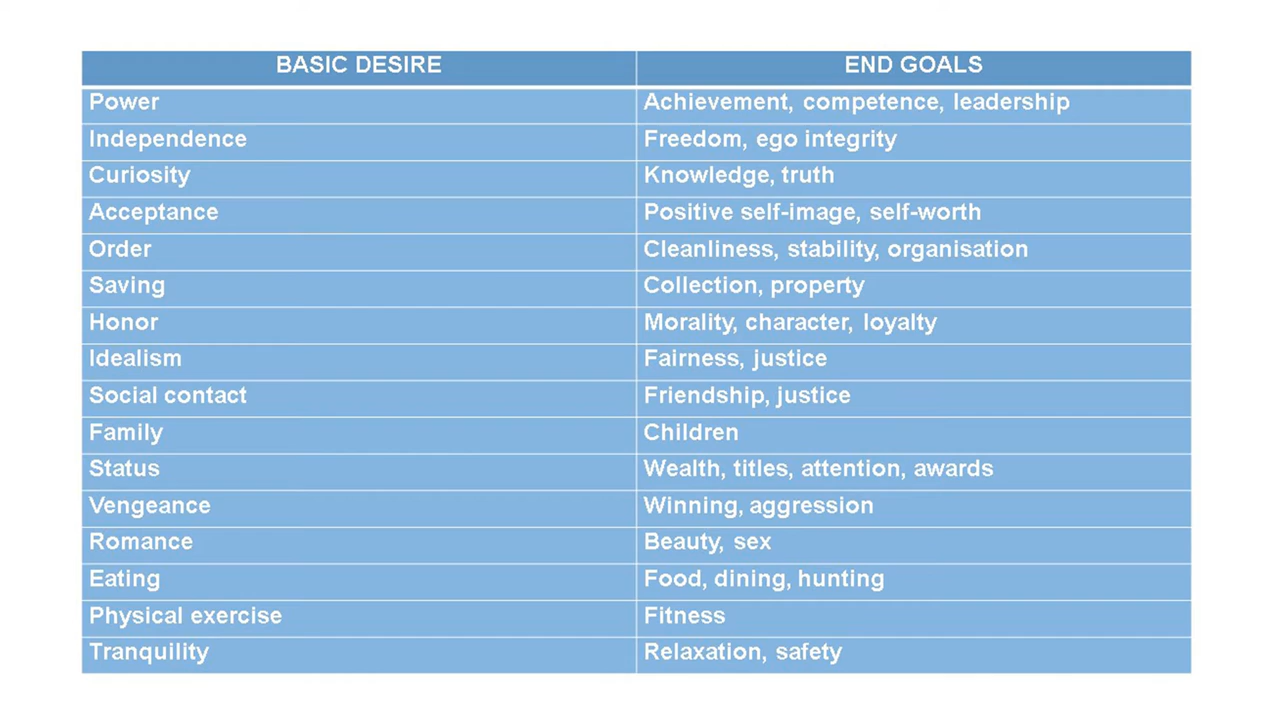 BASIC DESIRE END GOALS
Power Achievement, competence, leadership
Independence Freedom, ego integrity
Curiosity Knowledge, truth
Acceptance Positive self-image, self-worth
Order Cleanliness, stability, organisation
Saving Collection, property
Honor Morality, character, loyalty
Idealism Fairness, justice
Social contact Friendship, justice
Family Children
Status Wealth, titles, attention, awards
Vengeance Winning, aggression
Romance Beauty, sex
Eating Food, dining, hunting
Physical exercise Fitness
Tranquility Relaxation, safety